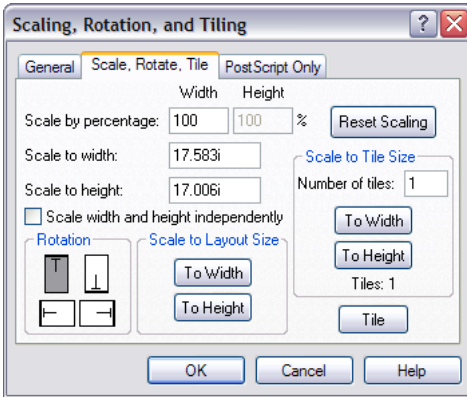 Scaling, Rotation, and Tiling
General Scale, Rotate, Tile PostScript Only
Width Height
Scale by percentage: 100 100 % Reset Scaling
Scale to width: 17.583i
Scale to height: 17.006i
Scale width and height independently
Scale to Tile Size
Number of tiles: 1
To Width
To Height
Tiles: 1
Tile
Rotation
Scale to Layout Size
To Width
To Height
OK Cancel Help